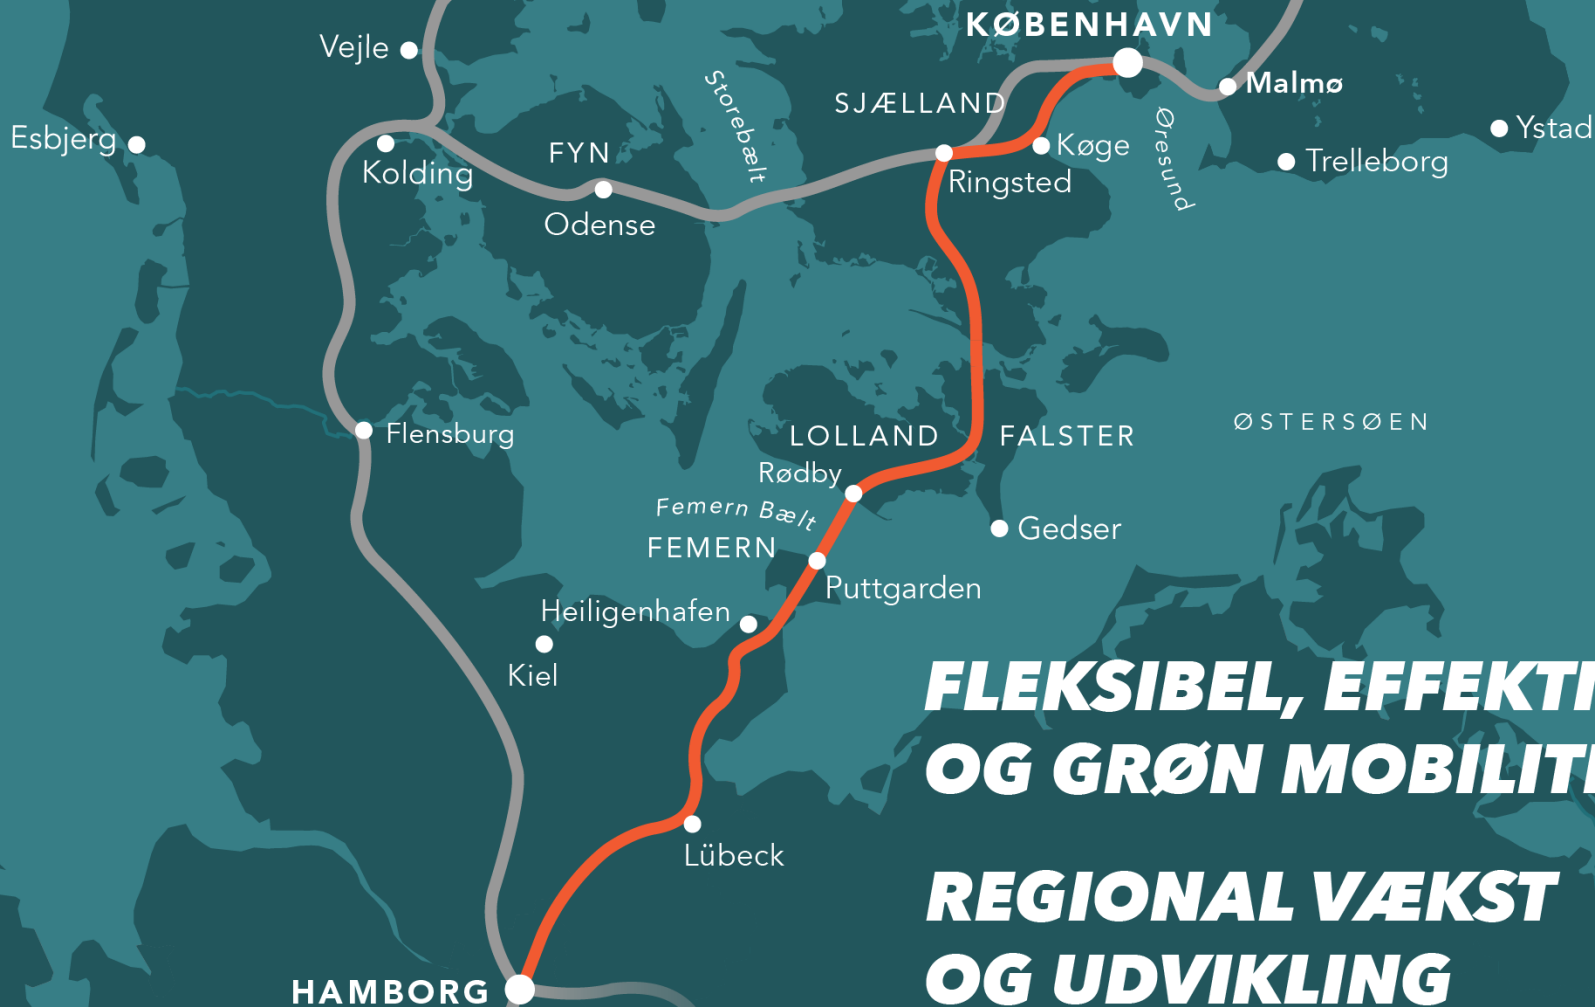 KØBENHAVN
Vejle
Malmø
Storebælt
SJÆLLAND
Øresund
Esbjerg
Ystad
FYN
Køge
Trelleborg
Kolding
Ringsted
Odense
ØSTERSØEN
Flensburg
LOLLAND
FALSTER
Rødby
Femern Bælt
Gedser
FEMERN
Puttgarden
Heiligenhafen
Kiel
FLEKSIBEL, EFFEKTI
OG GRØN MOBILIT
Lübeck
REGIONAL VÆKST
OG UDVIKLING
HAMBORG